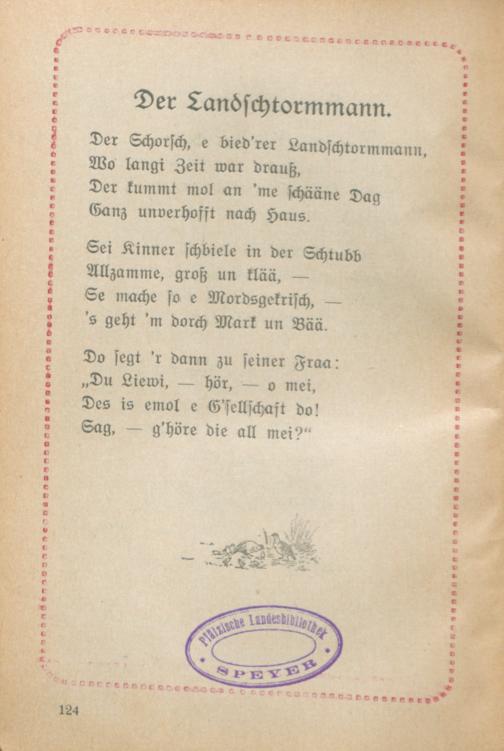 Der Landschtormmann.
Der Schorsch, e bied'rer Landschtormmann,
Wo langi Zeit war drauß,
Der kummt mol an 'me schääne Dag
Ganz unverhofft nach Haus.
Sei Kinner schbiele in der Schtubb
Allzamme, groß un klää, —
Se mache so e Mordsgekrisch, —
's geht 'm dorch Mark un Bää.
Do segt 'r dann zu seiner Fraa:
„Du Liewi, — hör, — o mei,
Des is emol e G'sellschaft do!
Sag, — g'höre die all mei?“
Pfälzische Landesbibliothek
• SPEYER •
124